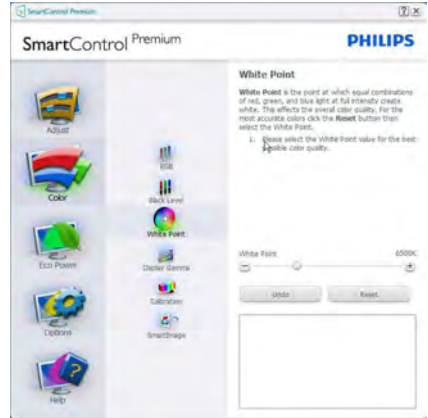 SmartControl Premium
SmartControl Premium
PHILIPS
Adjust
Color
Eco Power
Options
Help
RGB
Black Level
White Point
Display Gamma
Calibration
SmartImage
White Point
White Point is the point at which equal combinations
of red, green, and blue light at full intensity create
white. This effects the overall color quality. For the
most accurate colors click the Reset button then
select the White Point.
1. Please select the White Point value for the best
possible color quality.
White Point 6500K
Undo Reset